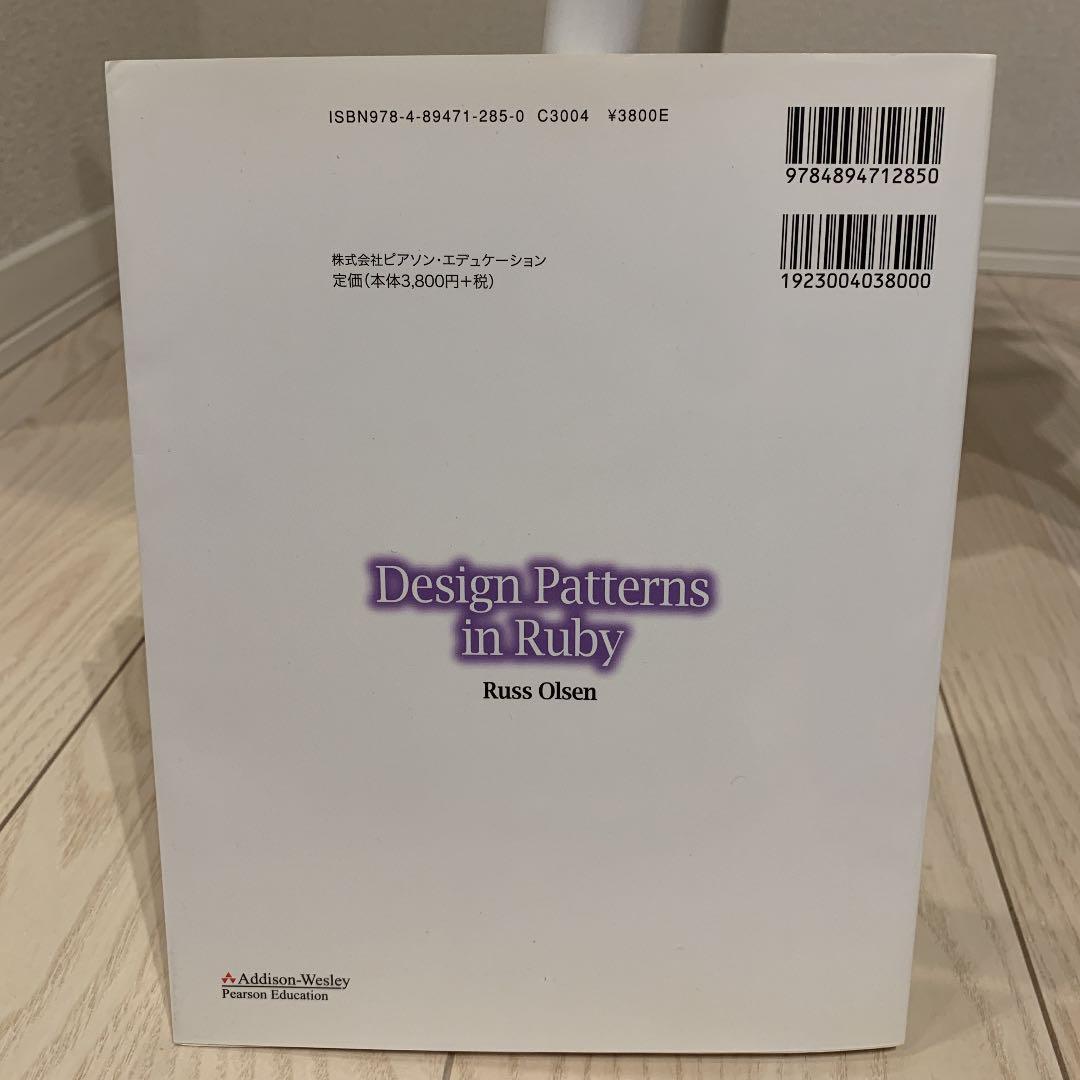 ISBN978-4-89471-285-0 C3004 ¥3800E
9784894712850
1923004038000
株式会社ピアソン・エデュケーション
定価(本体3,800円+税)
Design Patterns
in Ruby
Russ Olsen
Addison-Wesley
Pearson Education